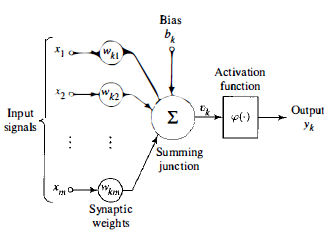 Bias
b_k
x_1
w_k1
Activation
function
x_2
w_k2
Input
signals
Σ
v_k
φ(·)
Output
y_k
Summing
junction
x_m
w_km
Synaptic
weights